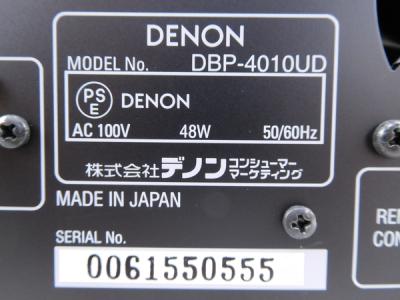 DENON
MODEL No. DBP-4010UD
PS
E
DENON
AC 100V 48W 50/60Hz
株式会社デノン コンシューマー
マーケティング
MADE IN JAPAN
SERIAL No.
0061550555